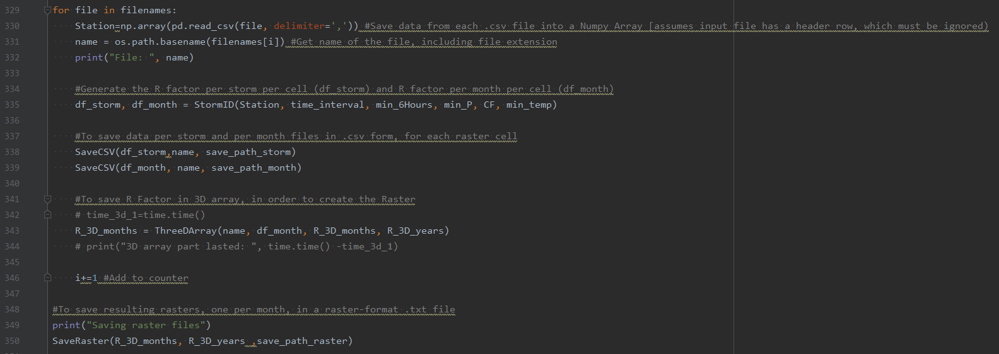 329 for file in filenames:
330 Station=np.array(pd.read_csv(file, delimiter=',')) #Save data from each .csv file into a Numpy Array [assumes input file has a header row, which must be ignored)
331 name = os.path.basename(filenames[i]) #Get name of the file, including file extension
332 print("File: ", name)
333
334 #Generate the R factor per storm per cell (df_storm) and R factor per month per cell (df_month)
335 df_storm, df_month = StormID(Station, time_interval, min_6Hours, min_P, CF, min_temp)
336
337 #To save data per storm and per month files in .csv form, for each raster cell
338 SaveCSV(df_storm,name, save_path_storm)
339 SaveCSV(df_month, name, save_path_month)
340
341 #To save R Factor in 3D array, in order to create the Raster
342 # time_3d_1=time.time()
343 R_3D_months = ThreeDArray(name, df_month, R_3D_months, R_3D_years)
344 # print("3D array part lasted: ", time.time() -time_3d_1)
345
346 i+=1 #Add to counter
347
348 #To save resulting rasters, one per month, in a raster-format .txt file
349 print("Saving raster files")
350 SaveRaster(R_3D_months, R_3D_years ,save_path_raster)